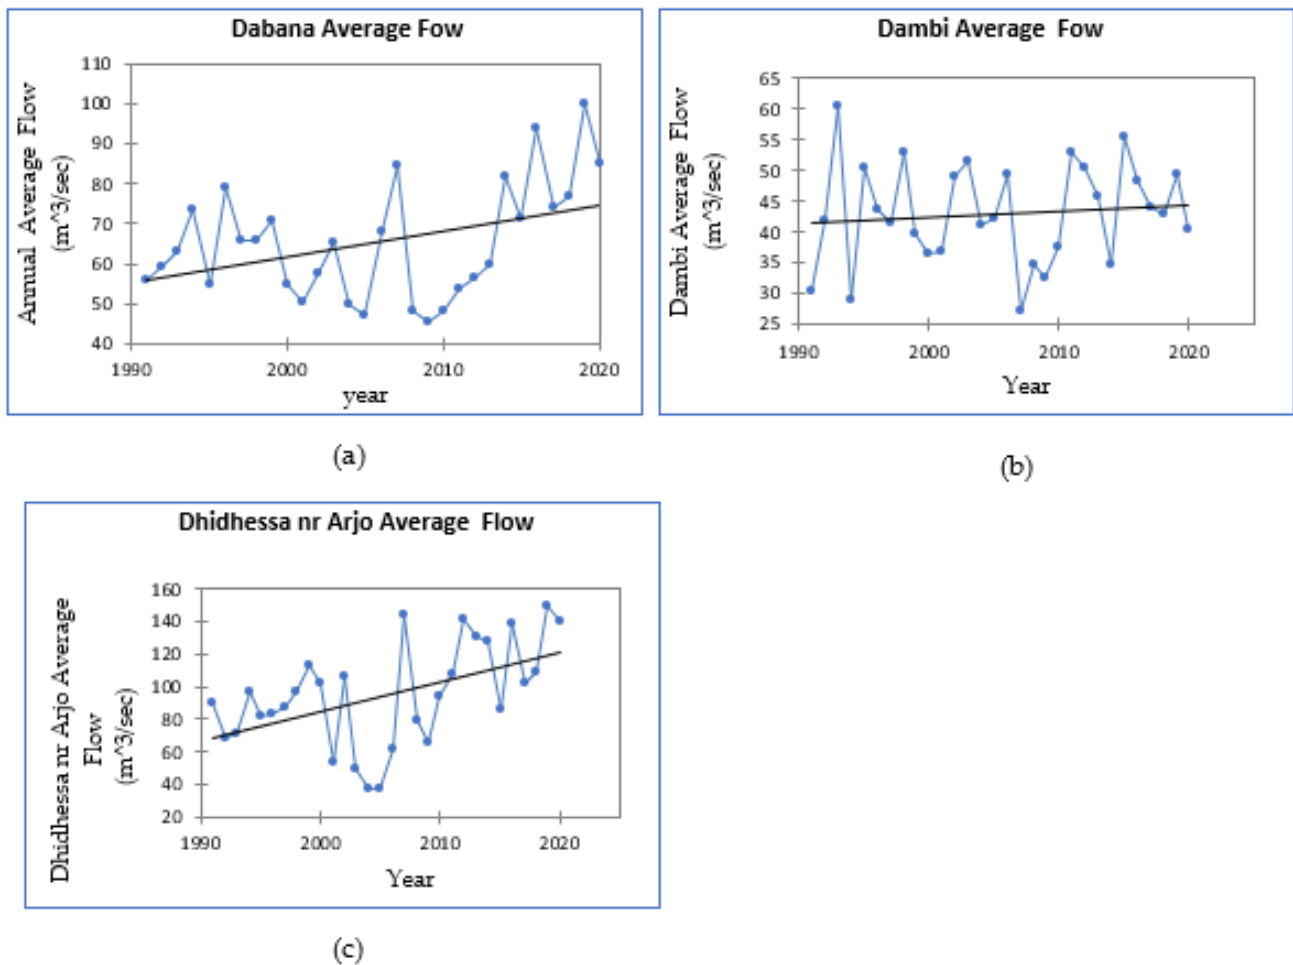 Dabana Average Fow
Annual Average Flow
(m^3/sec)
110
100
90
80
70
60
50
40
1990
2000
2010
2020
year
(a)
Dambi Average Fow
Dambi Average Flow
(m^3/sec)
65
60
55
50
45
40
35
30
25
1990
2000
2010
2020
Year
(b)
Dhidhessa nr Arjo Average Flow
Dhidhessa nr Arjo Average
Flow
(m^3/sec)
160
140
120
100
80
60
40
20
1990
2000
2010
2020
Year
(c)